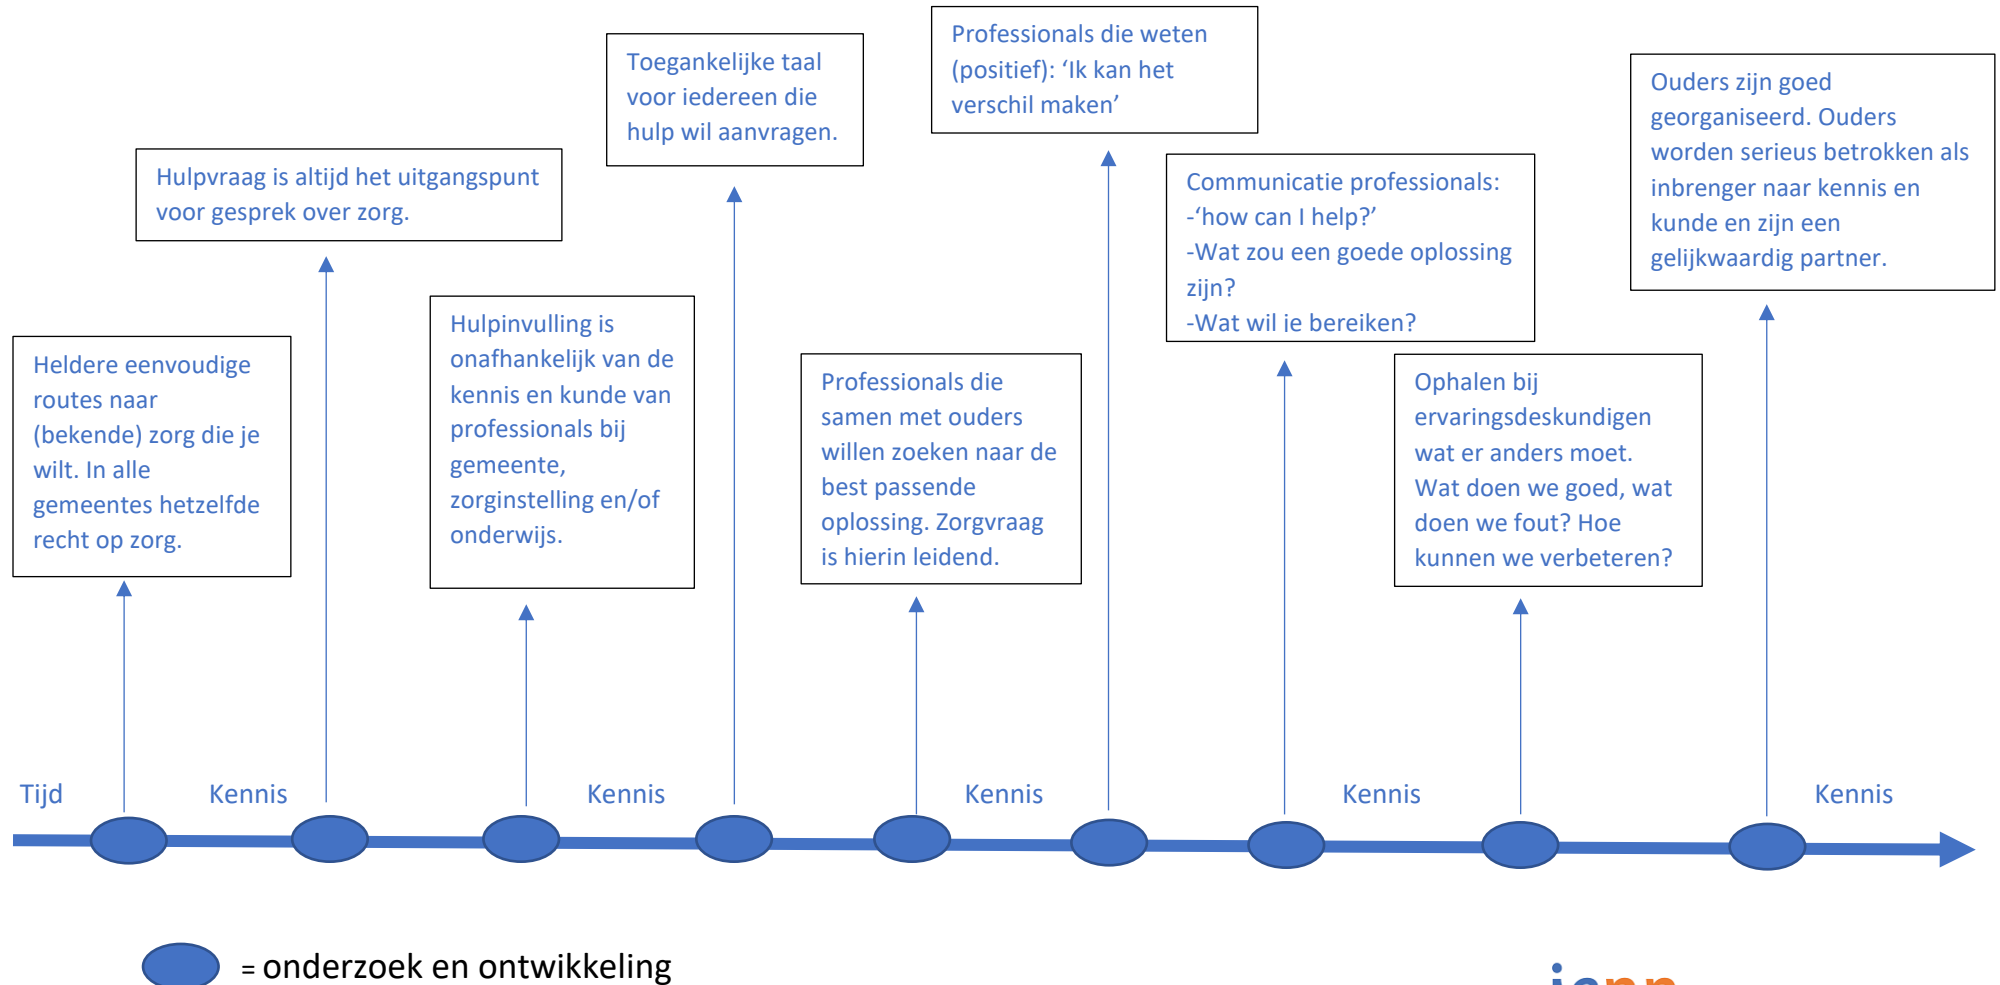 Heldere eenvoudige
routes naar
(bekende) zorg die je
wilt. In alle
gemeentes hetzelfde
recht op zorg.
Hulpvraag is altijd het uitgangspunt
voor gesprek over zorg.
Hulpinvulling is
onafhankelijk van de
kennis en kunde van
professionals bij
gemeente,
zorginstelling en/of
onderwijs.
Toegankelijke taal
voor iedereen die
hulp wil aanvragen.
Professionals die
samen met ouders
willen zoeken naar de
best passende
oplossing. Zorgvraag
is hierin leidend.
Professionals die weten
(positief): ‘Ik kan het
verschil maken’
Communicatie professionals:
-‘how can I help?’
-Wat zou een goede oplossing
zijn?
-Wat wil je bereiken?
Ophalen bij
ervaringsdeskundigen
wat er anders moet.
Wat doen we goed, wat
doen we fout? Hoe
kunnen we verbeteren?
Ouders zijn goed
georganiseerd. Ouders
worden serieus betrokken als
inbrenger naar kennis en
kunde en zijn een
gelijkwaardig partner.
Tijd Kennis Kennis Kennis Kennis Kennis
= onderzoek en ontwikkeling